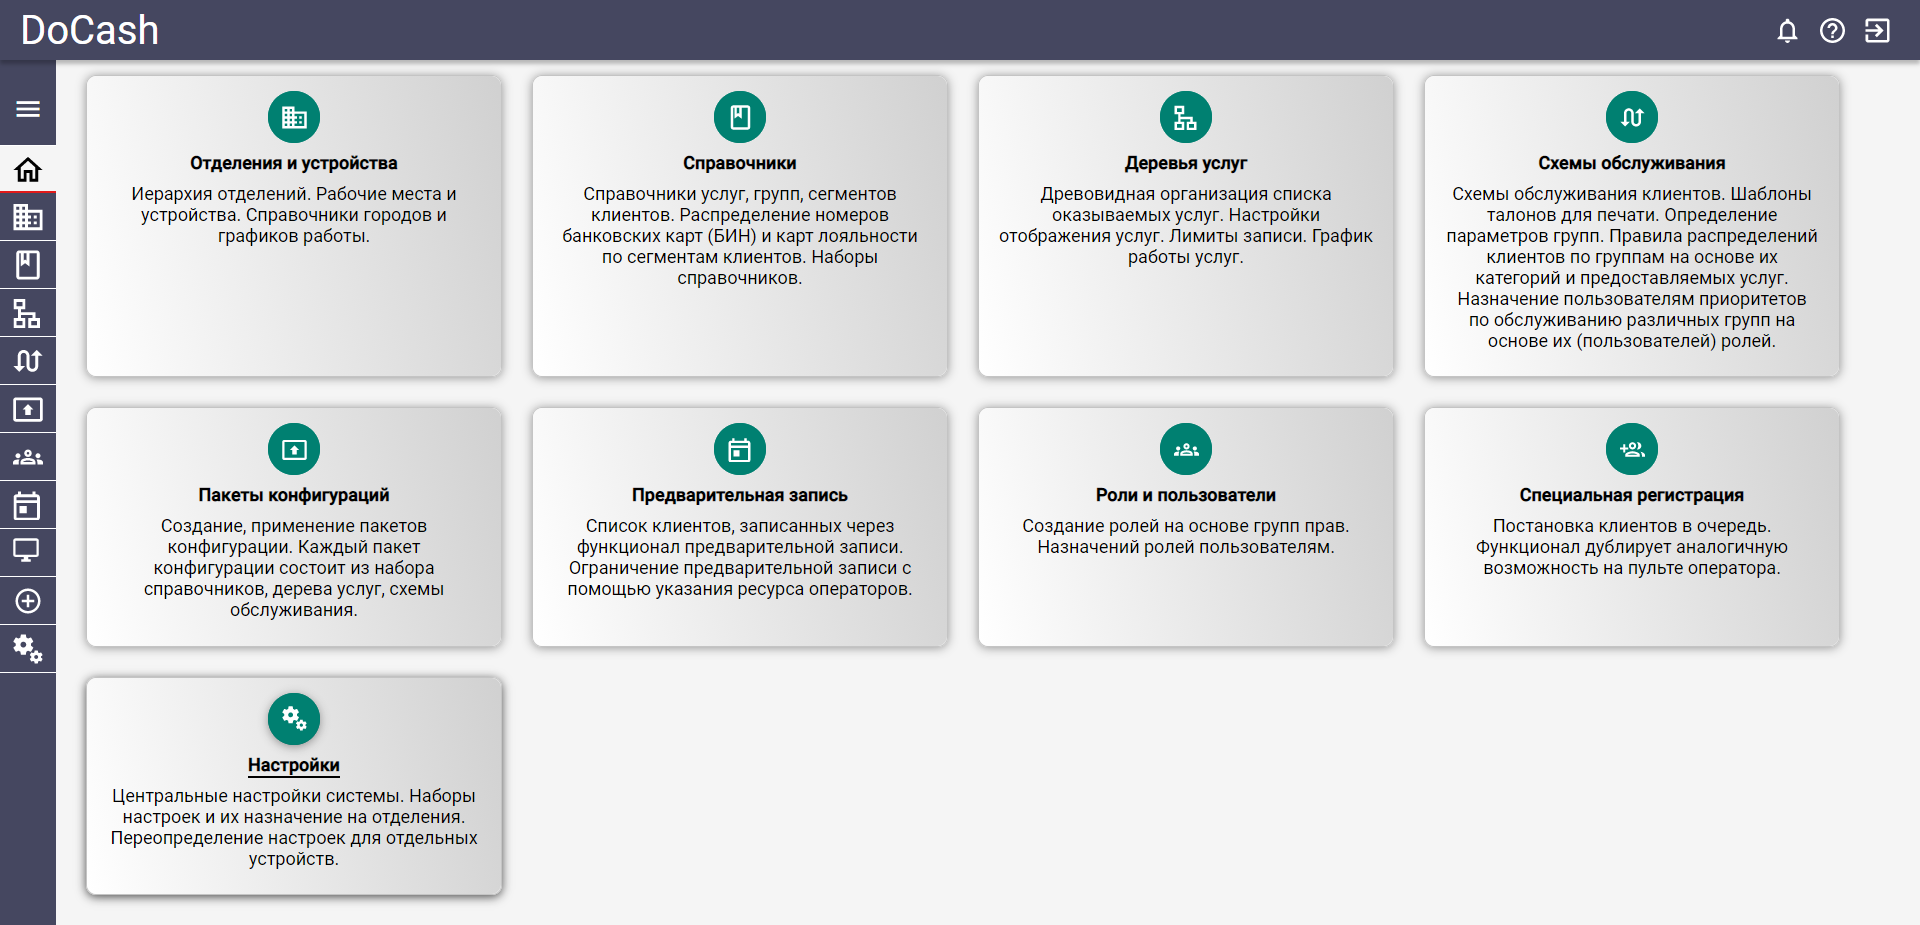 DoCash
Отделения и устройства
Иерархия отделений. Рабочие места и
устройства. Справочники городов и
графиков работы.
Справочники
Справочники услуг, групп, сегментов
клиентов. Распределение номеров
банковских карт (БИН) и карт лояльности
по сегментам клиентов. Наборы
справочников.
Деревья услуг
Древовидная организация списка
оказываемых услуг. Настройки
отображения услуг. Лимиты записи. График
работы услуг.
Схемы обслуживания
Схемы обслуживания клиентов. Шаблоны
талонов для печати. Определение
параметров групп. Правила распределений
клиентов по группам на основе их
категорий и предоставляемых услуг.
Назначение пользователям приоритетов
по обслуживанию различных групп на
основе их (пользователей) ролей.
Пакеты конфигураций
Создание, применение пакетов
конфигурации. Каждый пакет
конфигурации состоит из набора
справочников, дерева услуг, схемы
обслуживания.
Предварительная запись
Список клиентов, записанных через
функционал предварительной записи.
Ограничение предварительной записи с
помощью указания ресурса операторов.
Роли и пользователи
Создание ролей на основе групп прав.
Назначений ролей пользователям.
Специальная регистрация
Постановка клиентов в очередь.
Функционал дублирует аналогичную
возможность на пульте оператора.
Настройки
Центральные настройки системы. Наборы
настроек и их назначение на отделения.
Переопределение настроек для отдельных
устройств.